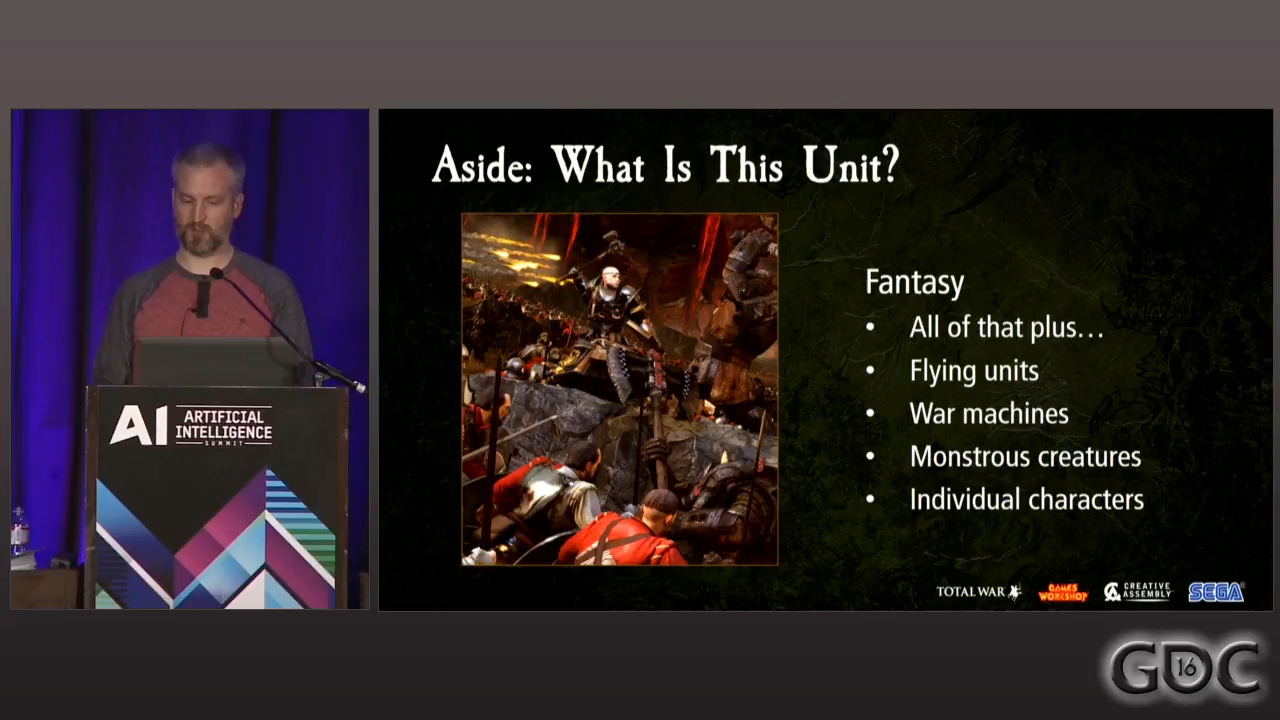 AI ARTIFICIAL
INTELLIGENCE
SUMMIT
Aside: What Is This Unit?
Fantasy
• All of that plus...
• Flying units
• War machines
• Monstrous creatures
• Individual characters
TOTAL WAR
GAMES
WORKSHOP
CREATIVE
ASSEMBLY
SEGA
GDC
16